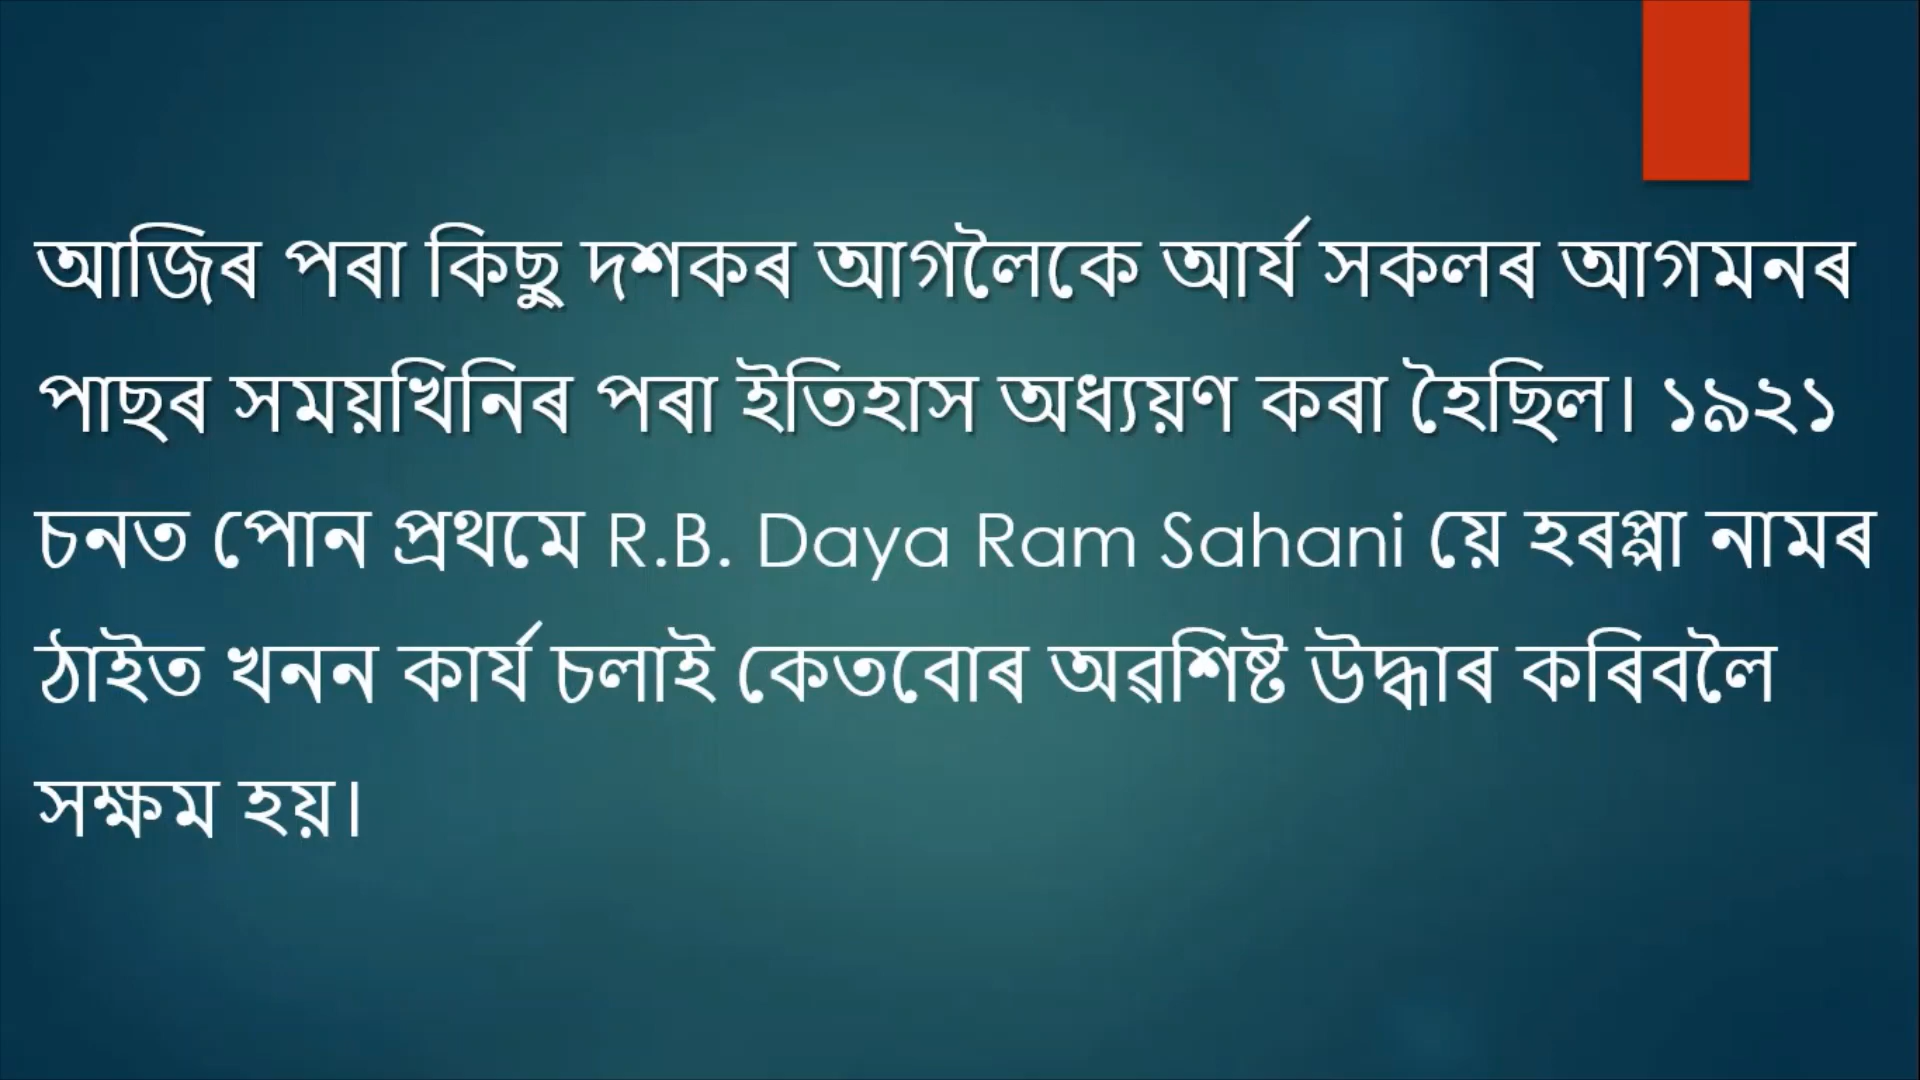 আজিৰ পৰা কিছু দশকৰ আগলৈকে আৰ্য সকলৰ আগমনৰ
পাছৰ সময়খিনিৰ পৰা ইতিহাস অধ্যয়ণ কৰা হৈছিল। ১৯২১
চনত পোন প্ৰথমে R.B. Daya Ram Sahani য়ে হৰপ্পা নামৰ
ঠাইত খনন কাৰ্য চলাই কেতবোৰ অৱশিষ্ট উদ্ধাৰ কৰিবলৈ
সক্ষম হয়।